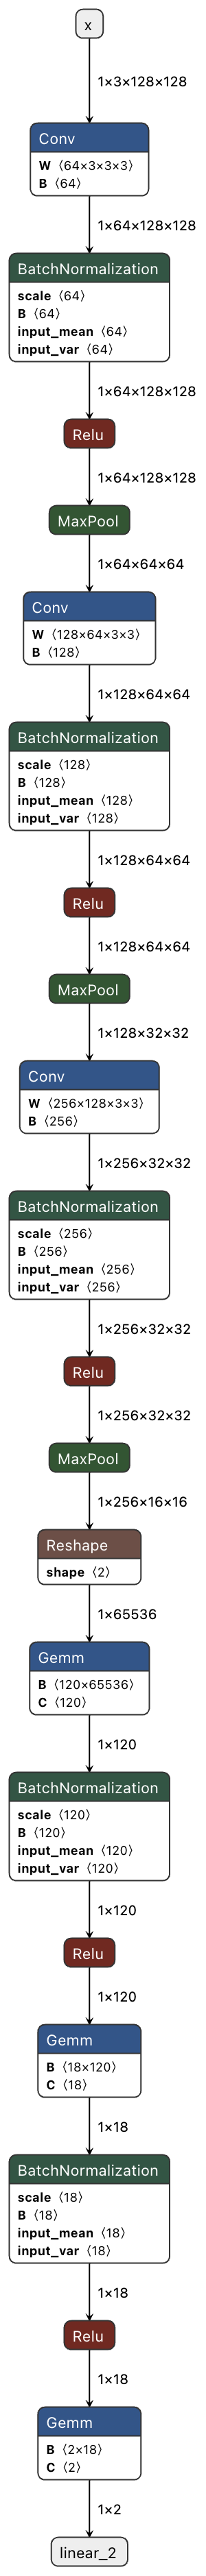 x
1×3×128×128
Conv
W ⟨64×3×3×3⟩
B ⟨64⟩
1×64×128×128
BatchNormalization
scale ⟨64⟩
B ⟨64⟩
input_mean ⟨64⟩
input_var ⟨64⟩
1×64×128×128
Relu
1×64×128×128
MaxPool
1×64×64×64
Conv
W ⟨128×64×3×3⟩
B ⟨128⟩
1×128×64×64
BatchNormalization
scale ⟨128⟩
B ⟨128⟩
input_mean ⟨128⟩
input_var ⟨128⟩
1×128×64×64
Relu
1×128×64×64
MaxPool
1×128×32×32
Conv
W ⟨256×128×3×3⟩
B ⟨256⟩
1×256×32×32
BatchNormalization
scale ⟨256⟩
B ⟨256⟩
input_mean ⟨256⟩
input_var ⟨256⟩
1×256×32×32
Relu
1×256×32×32
MaxPool
1×256×16×16
Reshape
shape ⟨2⟩
1×65536
Gemm
B ⟨120×65536⟩
C ⟨120⟩
1×120
BatchNormalization
scale ⟨120⟩
B ⟨120⟩
input_mean ⟨120⟩
input_var ⟨120⟩
1×120
Relu
1×120
Gemm
B ⟨18×120⟩
C ⟨18⟩
1×18
BatchNormalization
scale ⟨18⟩
B ⟨18⟩
input_mean ⟨18⟩
input_var ⟨18⟩
1×18
Relu
1×18
Gemm
B ⟨2×18⟩
C ⟨2⟩
1×2
linear_2